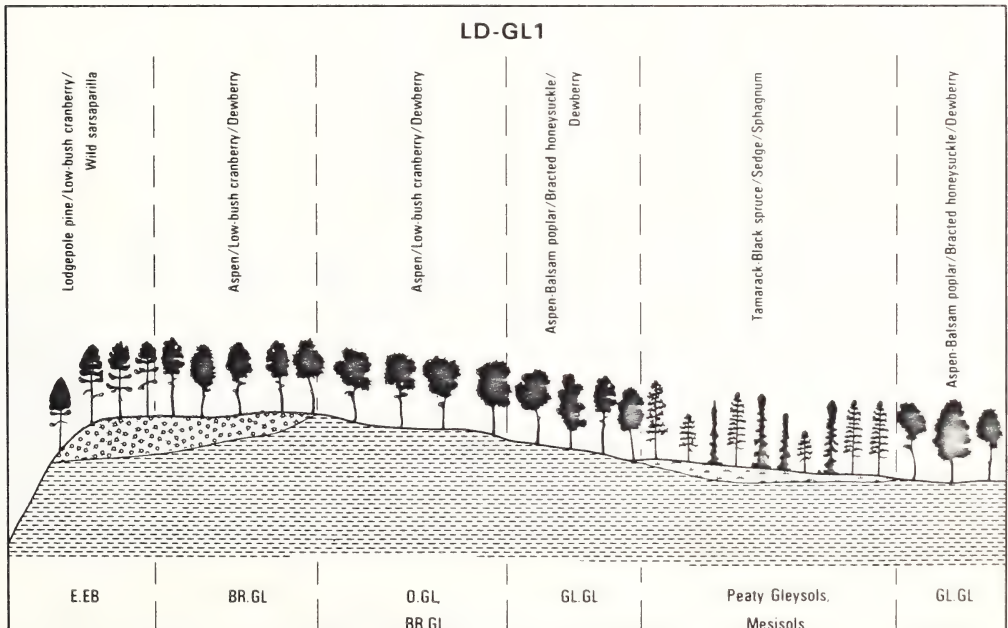 LD-GL1
Lodgepole pine/Low-bush cranberry/
Wild sarsaparilla
Aspen/Low-bush cranberry/Dewberry
Aspen/Low-bush cranberry/Dewberry
Aspen-Balsam poplar/Bracted honeysuckle/
Dewberry
Tamarack-Black spruce/Sedge/Sphagnum
Aspen-Balsam poplar/Bracted honeysuckle/Dewberry
E.EB
BR.GL
O.GL,
BR.GL
GL.GL
Peaty Gleysols,
Mesisols
GL.GL